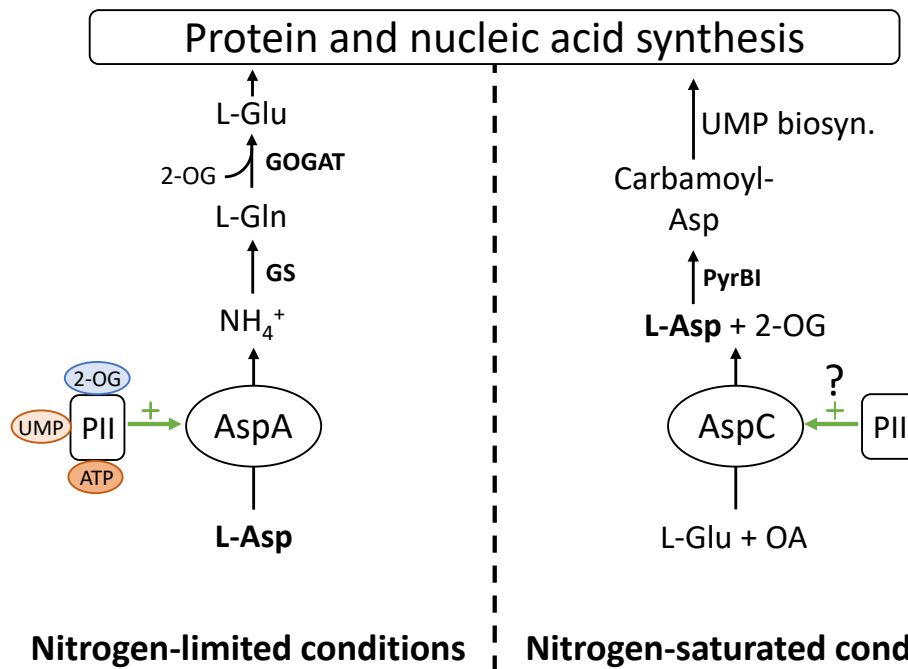 Protein and nucleic acid synthesis
L-Glu
2-OG
GOGAT
L-Gln
GS
NH₄⁺
2-OG
UMP
PII
ATP
+
AspA
L-Asp
Nitrogen-limited conditions
UMP biosyn.
Carbamoyl-
Asp
PyrBI
L-Asp + 2-OG
?
+
AspC
PII
L-Glu + OA
Nitrogen-saturated cond